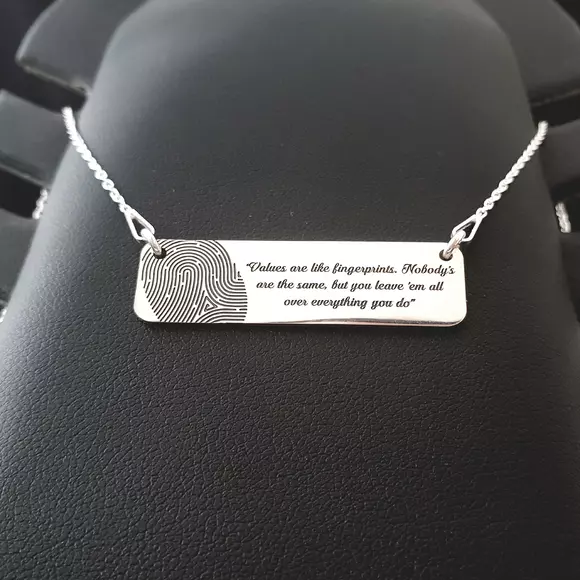 "Values are like fingerprints. Nobody's
are the same, but you leave 'em all
over everything you do"